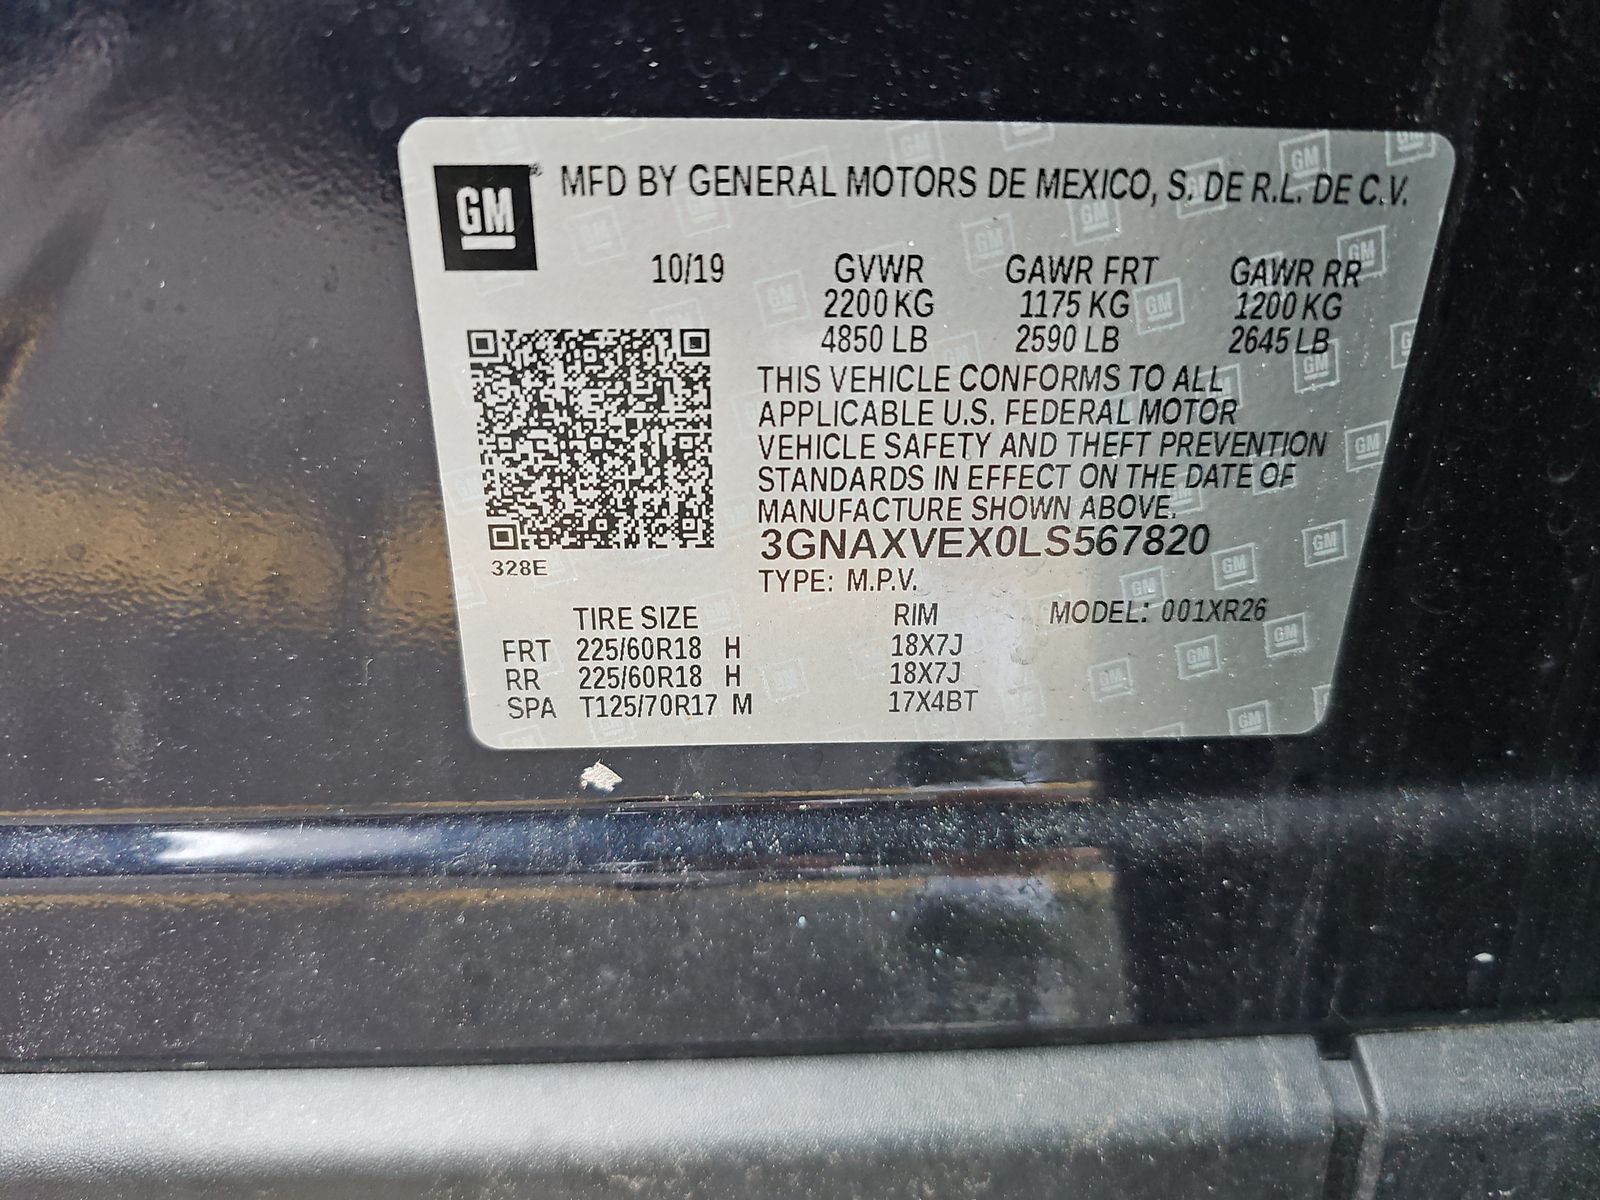 GM MFD BY GENERAL MOTORS DE MEXICO, S. DE R.L. DE C.V.
10/19 GVWR GAWR FRT GAWR RR
2200 KG 1175 KG 1200 KG
4850 LB 2590 LB 2645 LB
THIS VEHICLE CONFORMS TO ALL
APPLICABLE U.S. FEDERAL MOTOR
VEHICLE SAFETY AND THEFT PREVENTION
STANDARDS IN EFFECT ON THE DATE OF
MANUFACTURE SHOWN ABOVE.
3GNAXVEX0LS567820
328E
TYPE: M.P.V.
TIRE SIZE RIM MODEL: 001XR26
FRT 225/60R18 H 18X7J
RR 225/60R18 H 18X7J
SPA T125/70R17 M 17X4BT